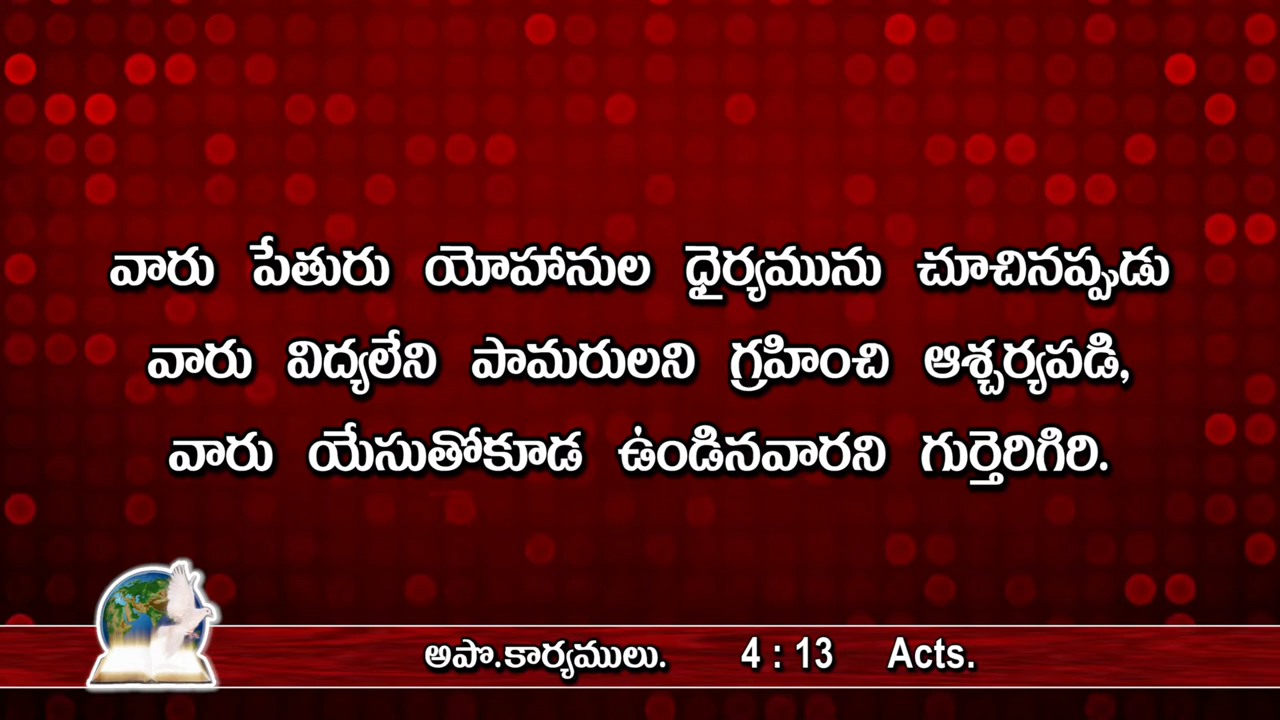 వారు పేతురు యోహానుల ధైర్యమును చూచినప్పుడు
వారు విద్యలేని పామరులని గ్రహించి ఆశ్చర్యపడి,
వారు యేసుతోకూడ ఉండినవారని గుర్తెరిగిరి.
అపొ.కార్యములు. 4 : 13 Acts.